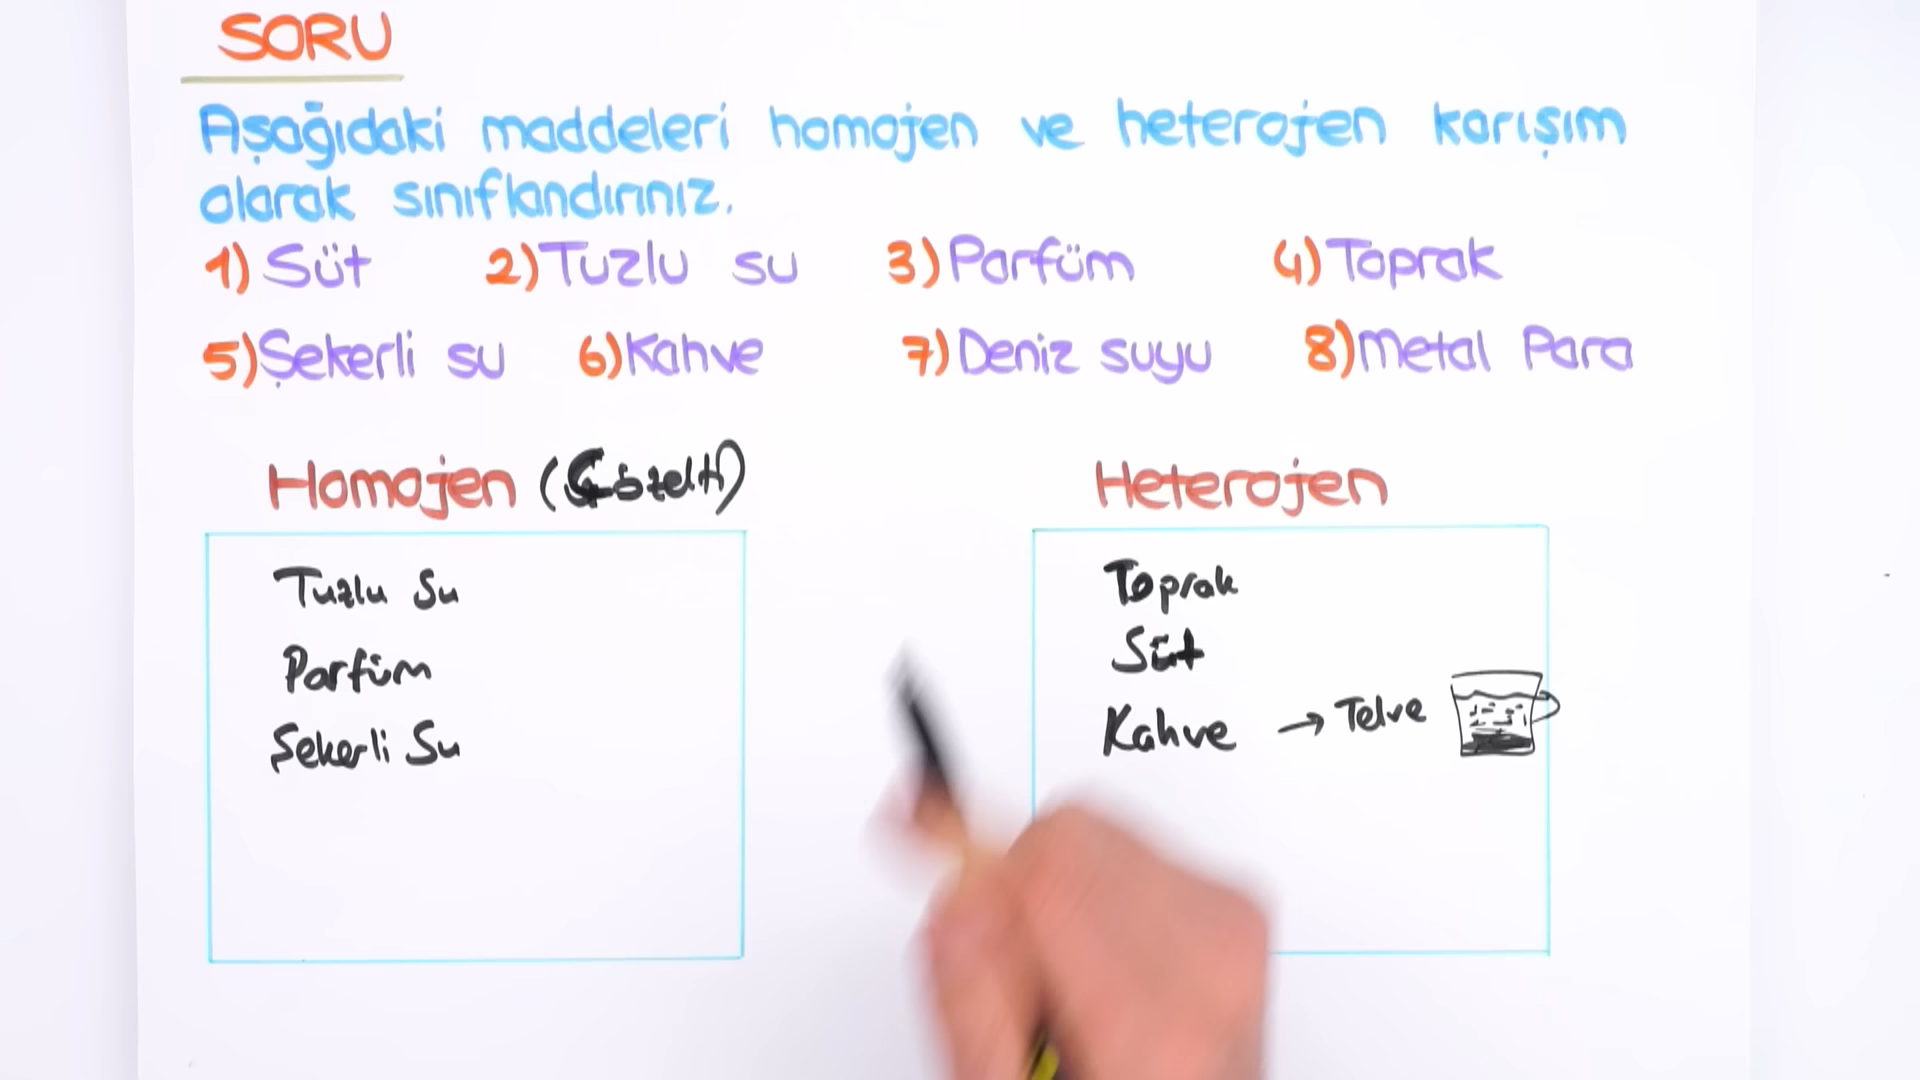 SORU
Aşağıdaki maddeleri homojen ve heterojen karışım
olarak sınıflandırınız.
1) Süt 2) Tuzlu su 3) Parfüm 4) Toprak
5) Şekerli su 6) Kahve 7) Deniz suyu 8) Metal Para
Homojen (Çözelti)
Tuzlu Su
Parfüm
Şekerli Su
Heterojen
Toprak
Süt
Kahve → Telve